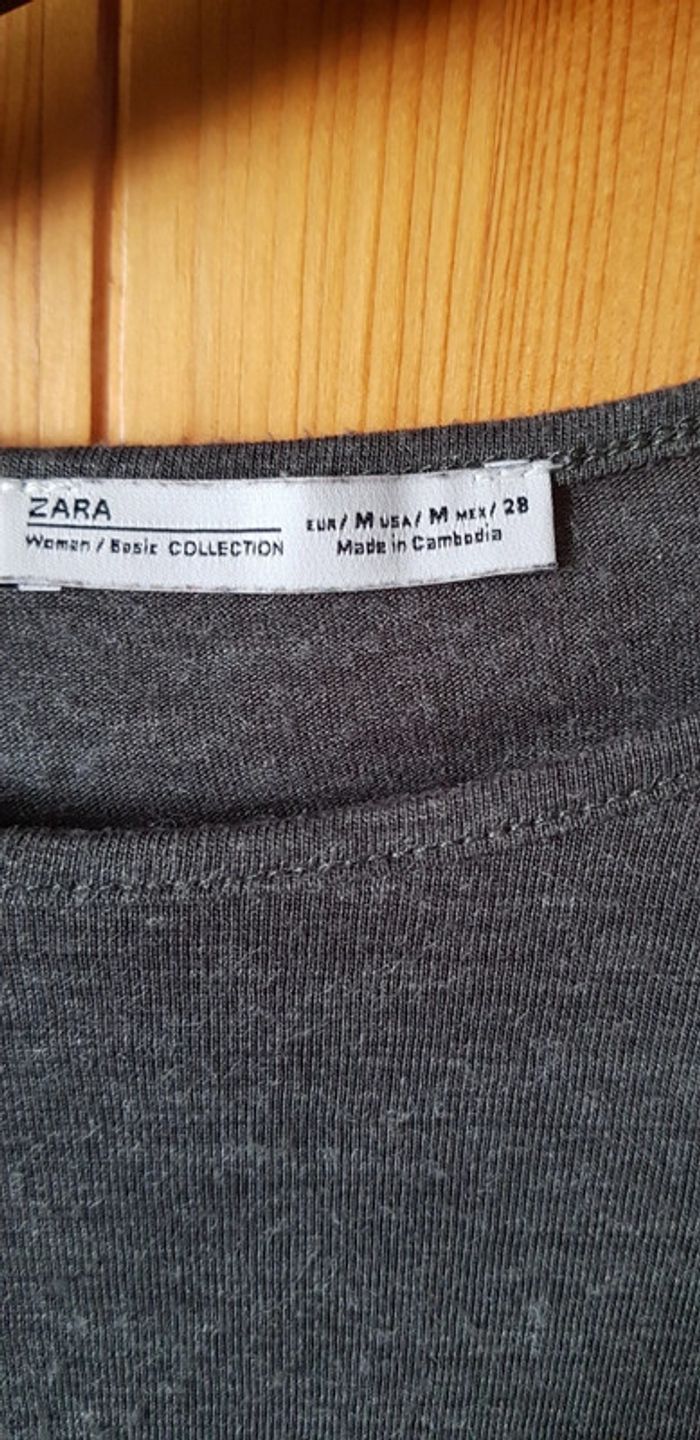 ZARA
Woman / Basic COLLECTION
EUR / M USA / M MEX / 28
Made in Cambodia